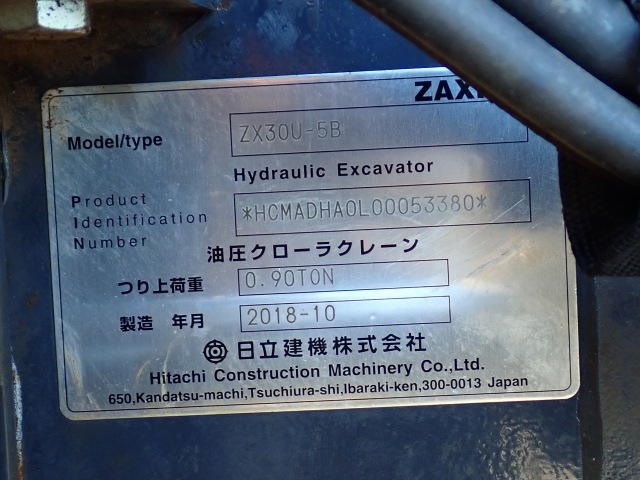 ZAX
Model/type ZX30U-5B
Hydraulic Excavator
Product
Identification *HCMADHA0L00053380*
Number
油圧クローラクレーン
つり上荷重 0.90TON
製造 年月 2018-10
日立建機株式会社
Hitachi Construction Machinery Co.,Ltd.
650,Kandatsu-machi,Tsuchiura-shi,Ibaraki-ken,300-0013 Japan